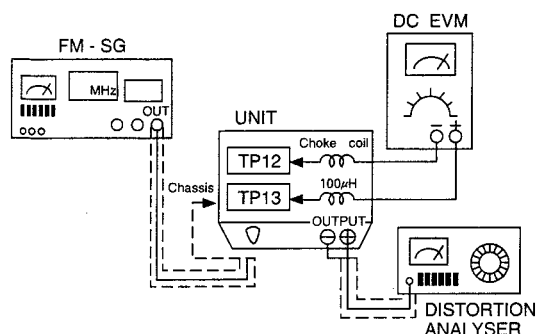 DC EVM
FM - SG
MHz
OUT
UNIT
− +
Choke coil
TP12
Chassis
100µH
TP13
OUTPUT
− +
DISTORTION
ANALYSER